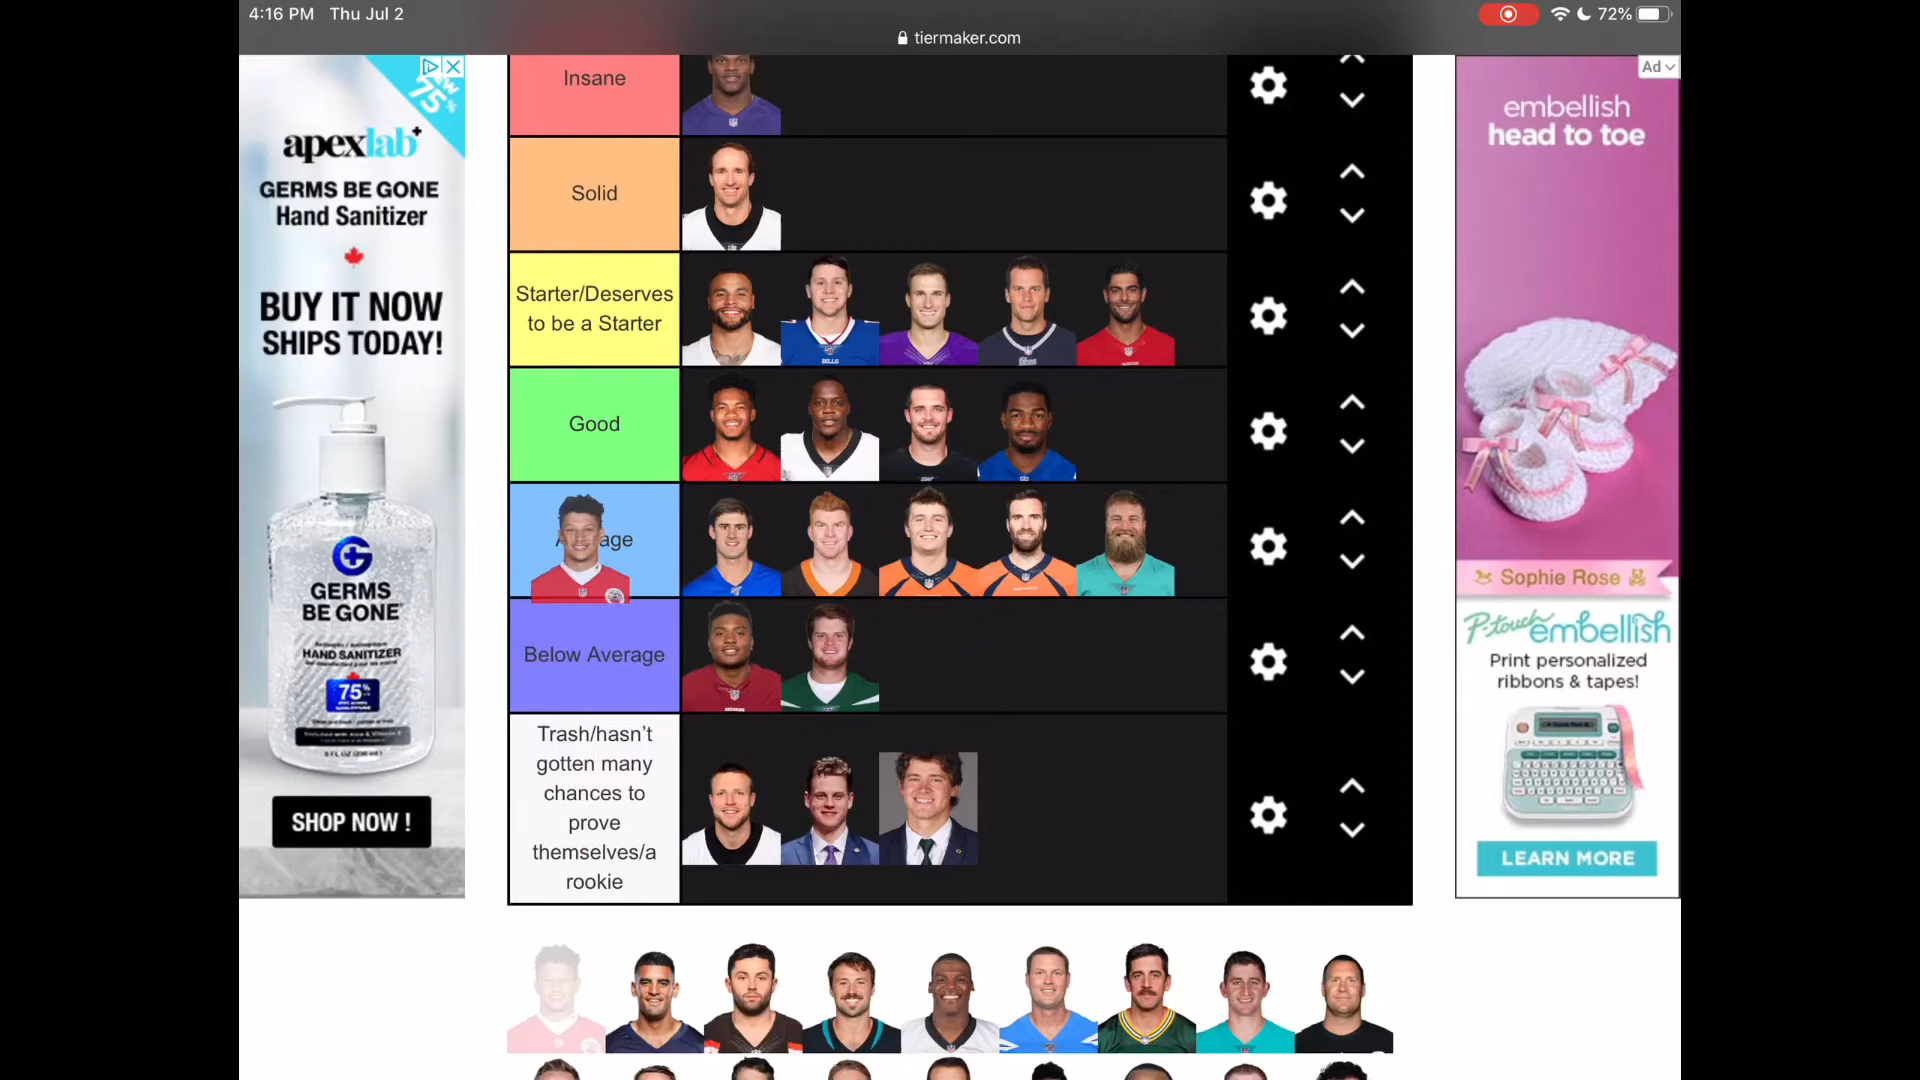 4:16 PM Thu Jul 2
72%
tiermaker.com
75%
apexlab+
GERMS BE GONE
Hand Sanitizer
BUY IT NOW
SHIPS TODAY!
GERMS
BE GONE
HAND SANITIZER
75%
SHOP NOW !
Insane
Solid
Starter/Deserves
to be a Starter
Good
age
Below Average
Trash/hasn't
gotten many
chances to
prove
themselves/a
rookie
BILLS
Ad
embellish
head to toe
Sophie Rose
P-touch embellish
Print personalized
ribbons & tapes!
LEARN MORE